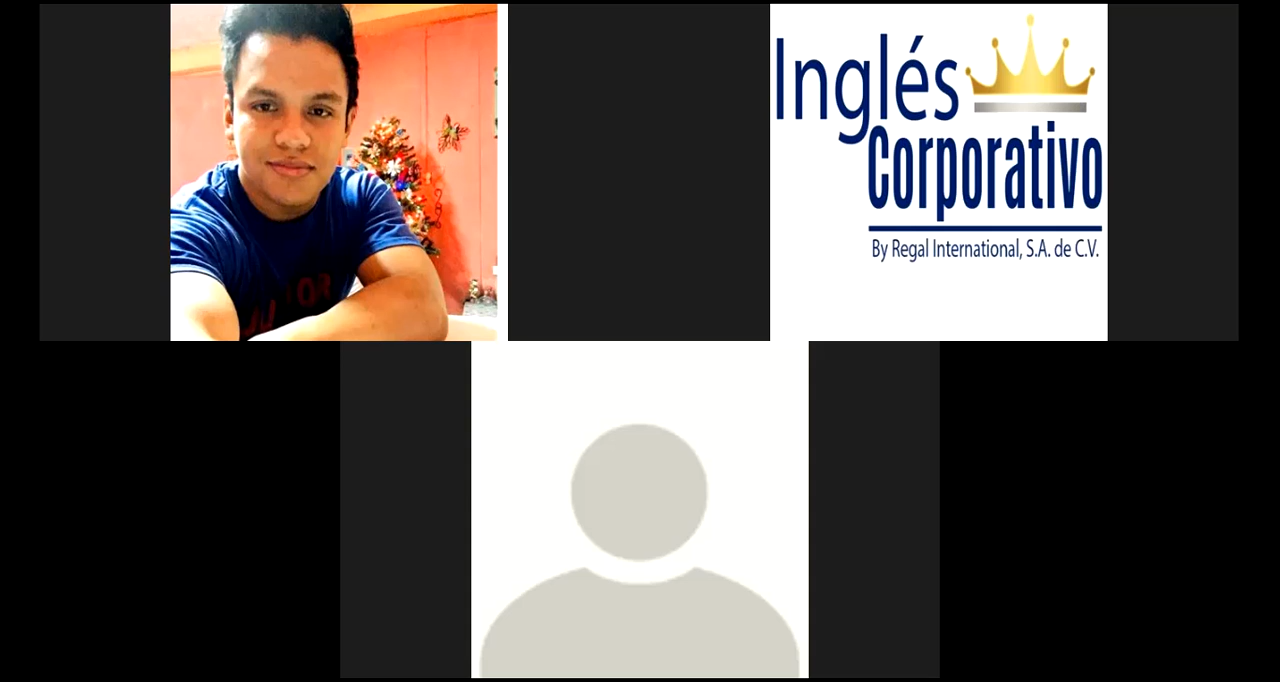 Inglés
Corporativo
By Regal International, S.A. de C.V.